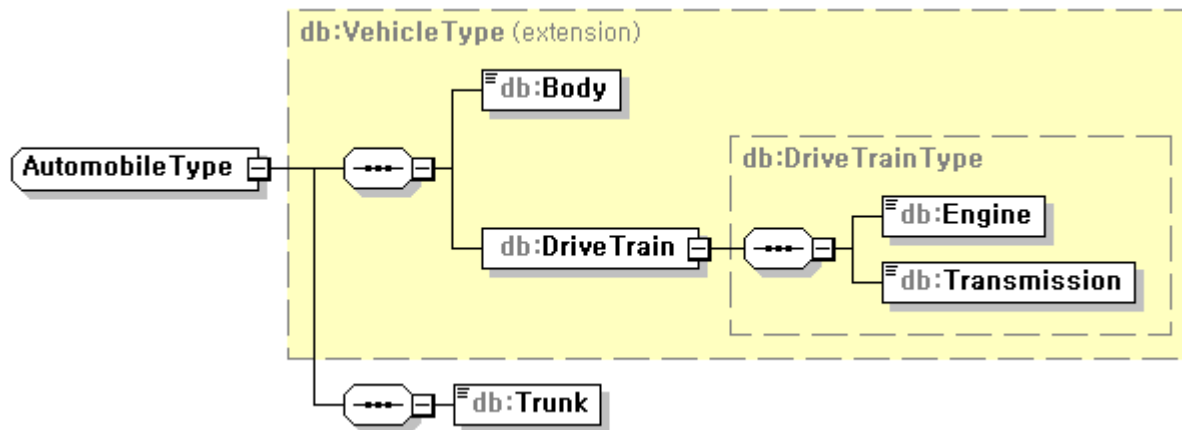 db:VehicleType (extension)
db:Body
AutomobileType
db:DriveTrainType
db:Engine
db:DriveTrain
db:Transmission
db:Trunk